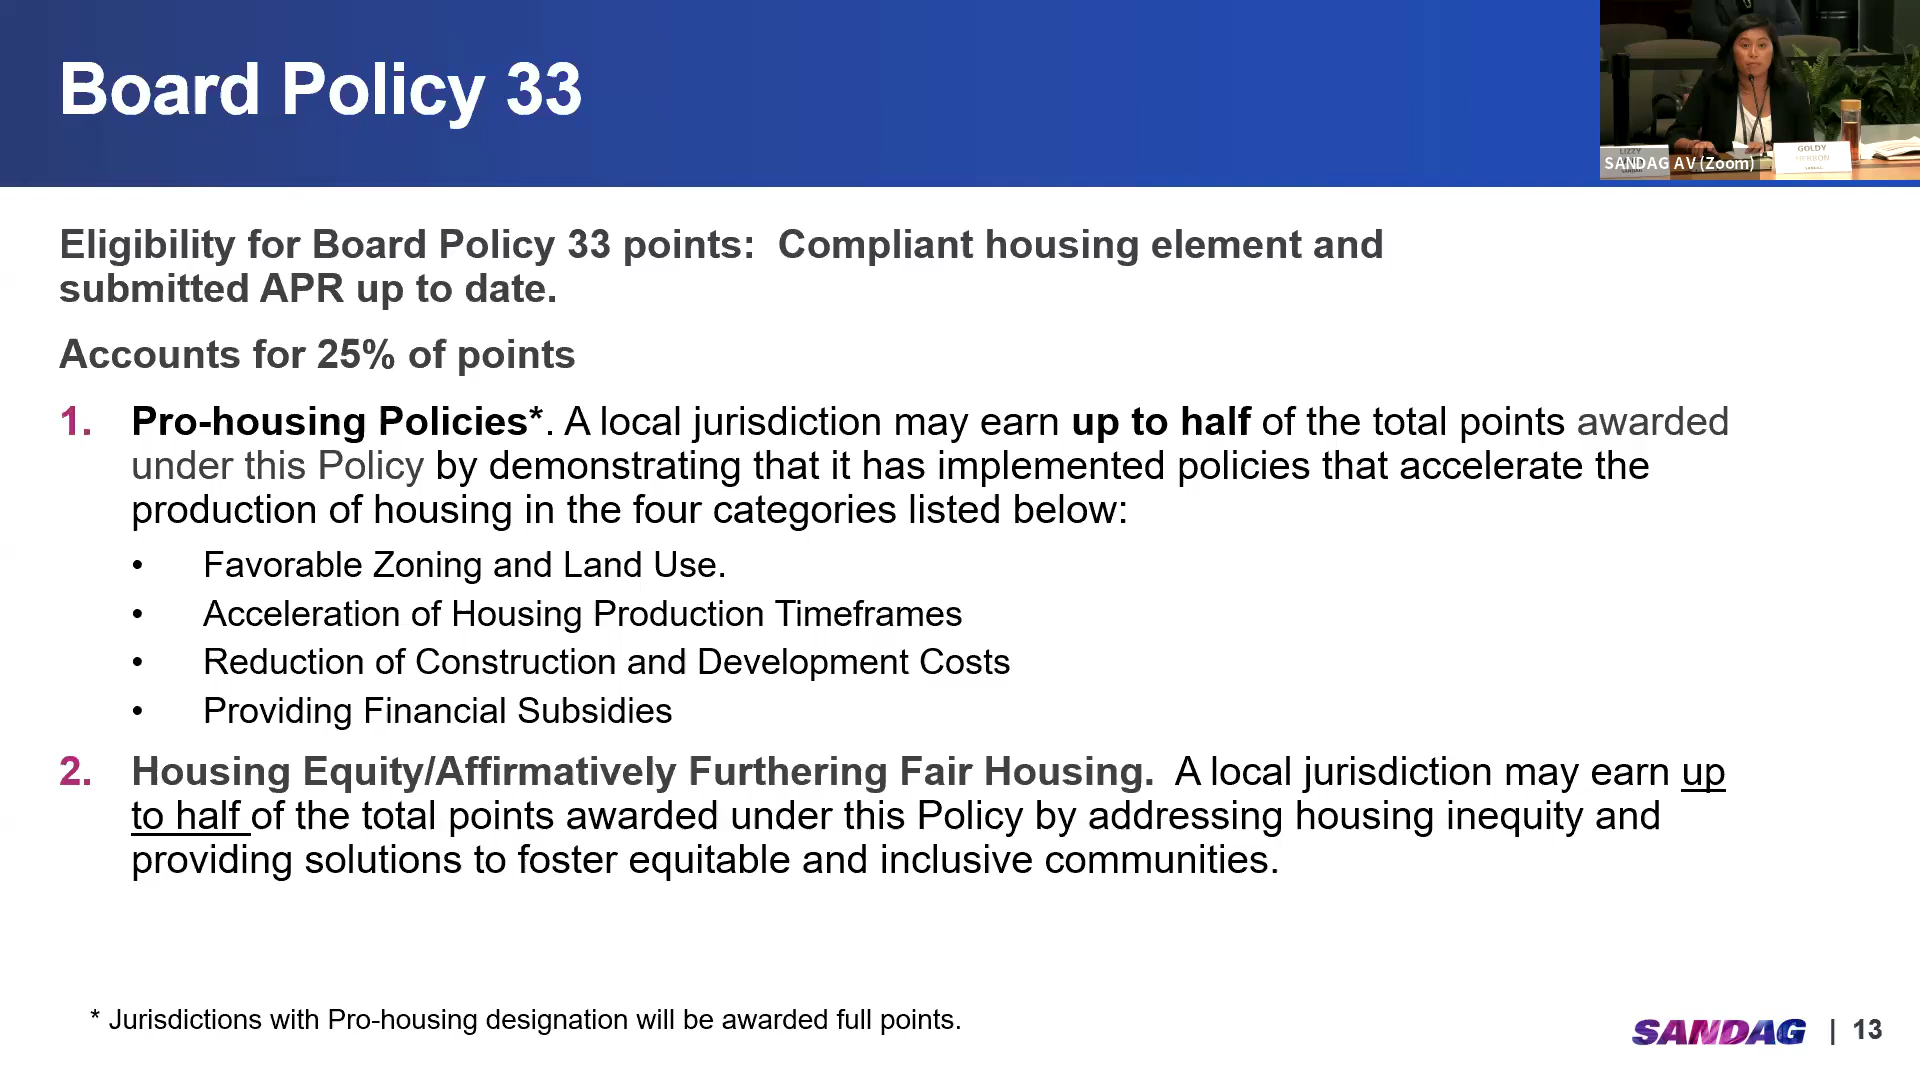 Board Policy 33
LIZZY
SANDAG AV (Zoom)
GOLDY
HERBON
Eligibility for Board Policy 33 points: Compliant housing element and
submitted APR up to date.
Accounts for 25% of points
1. Pro-housing Policies*. A local jurisdiction may earn up to half of the total points awarded
under this Policy by demonstrating that it has implemented policies that accelerate the
production of housing in the four categories listed below:
• Favorable Zoning and Land Use.
• Acceleration of Housing Production Timeframes
• Reduction of Construction and Development Costs
• Providing Financial Subsidies
2. Housing Equity/Affirmatively Furthering Fair Housing. A local jurisdiction may earn up
to half of the total points awarded under this Policy by addressing housing inequity and
providing solutions to foster equitable and inclusive communities.
* Jurisdictions with Pro-housing designation will be awarded full points.
SANDAG | 13